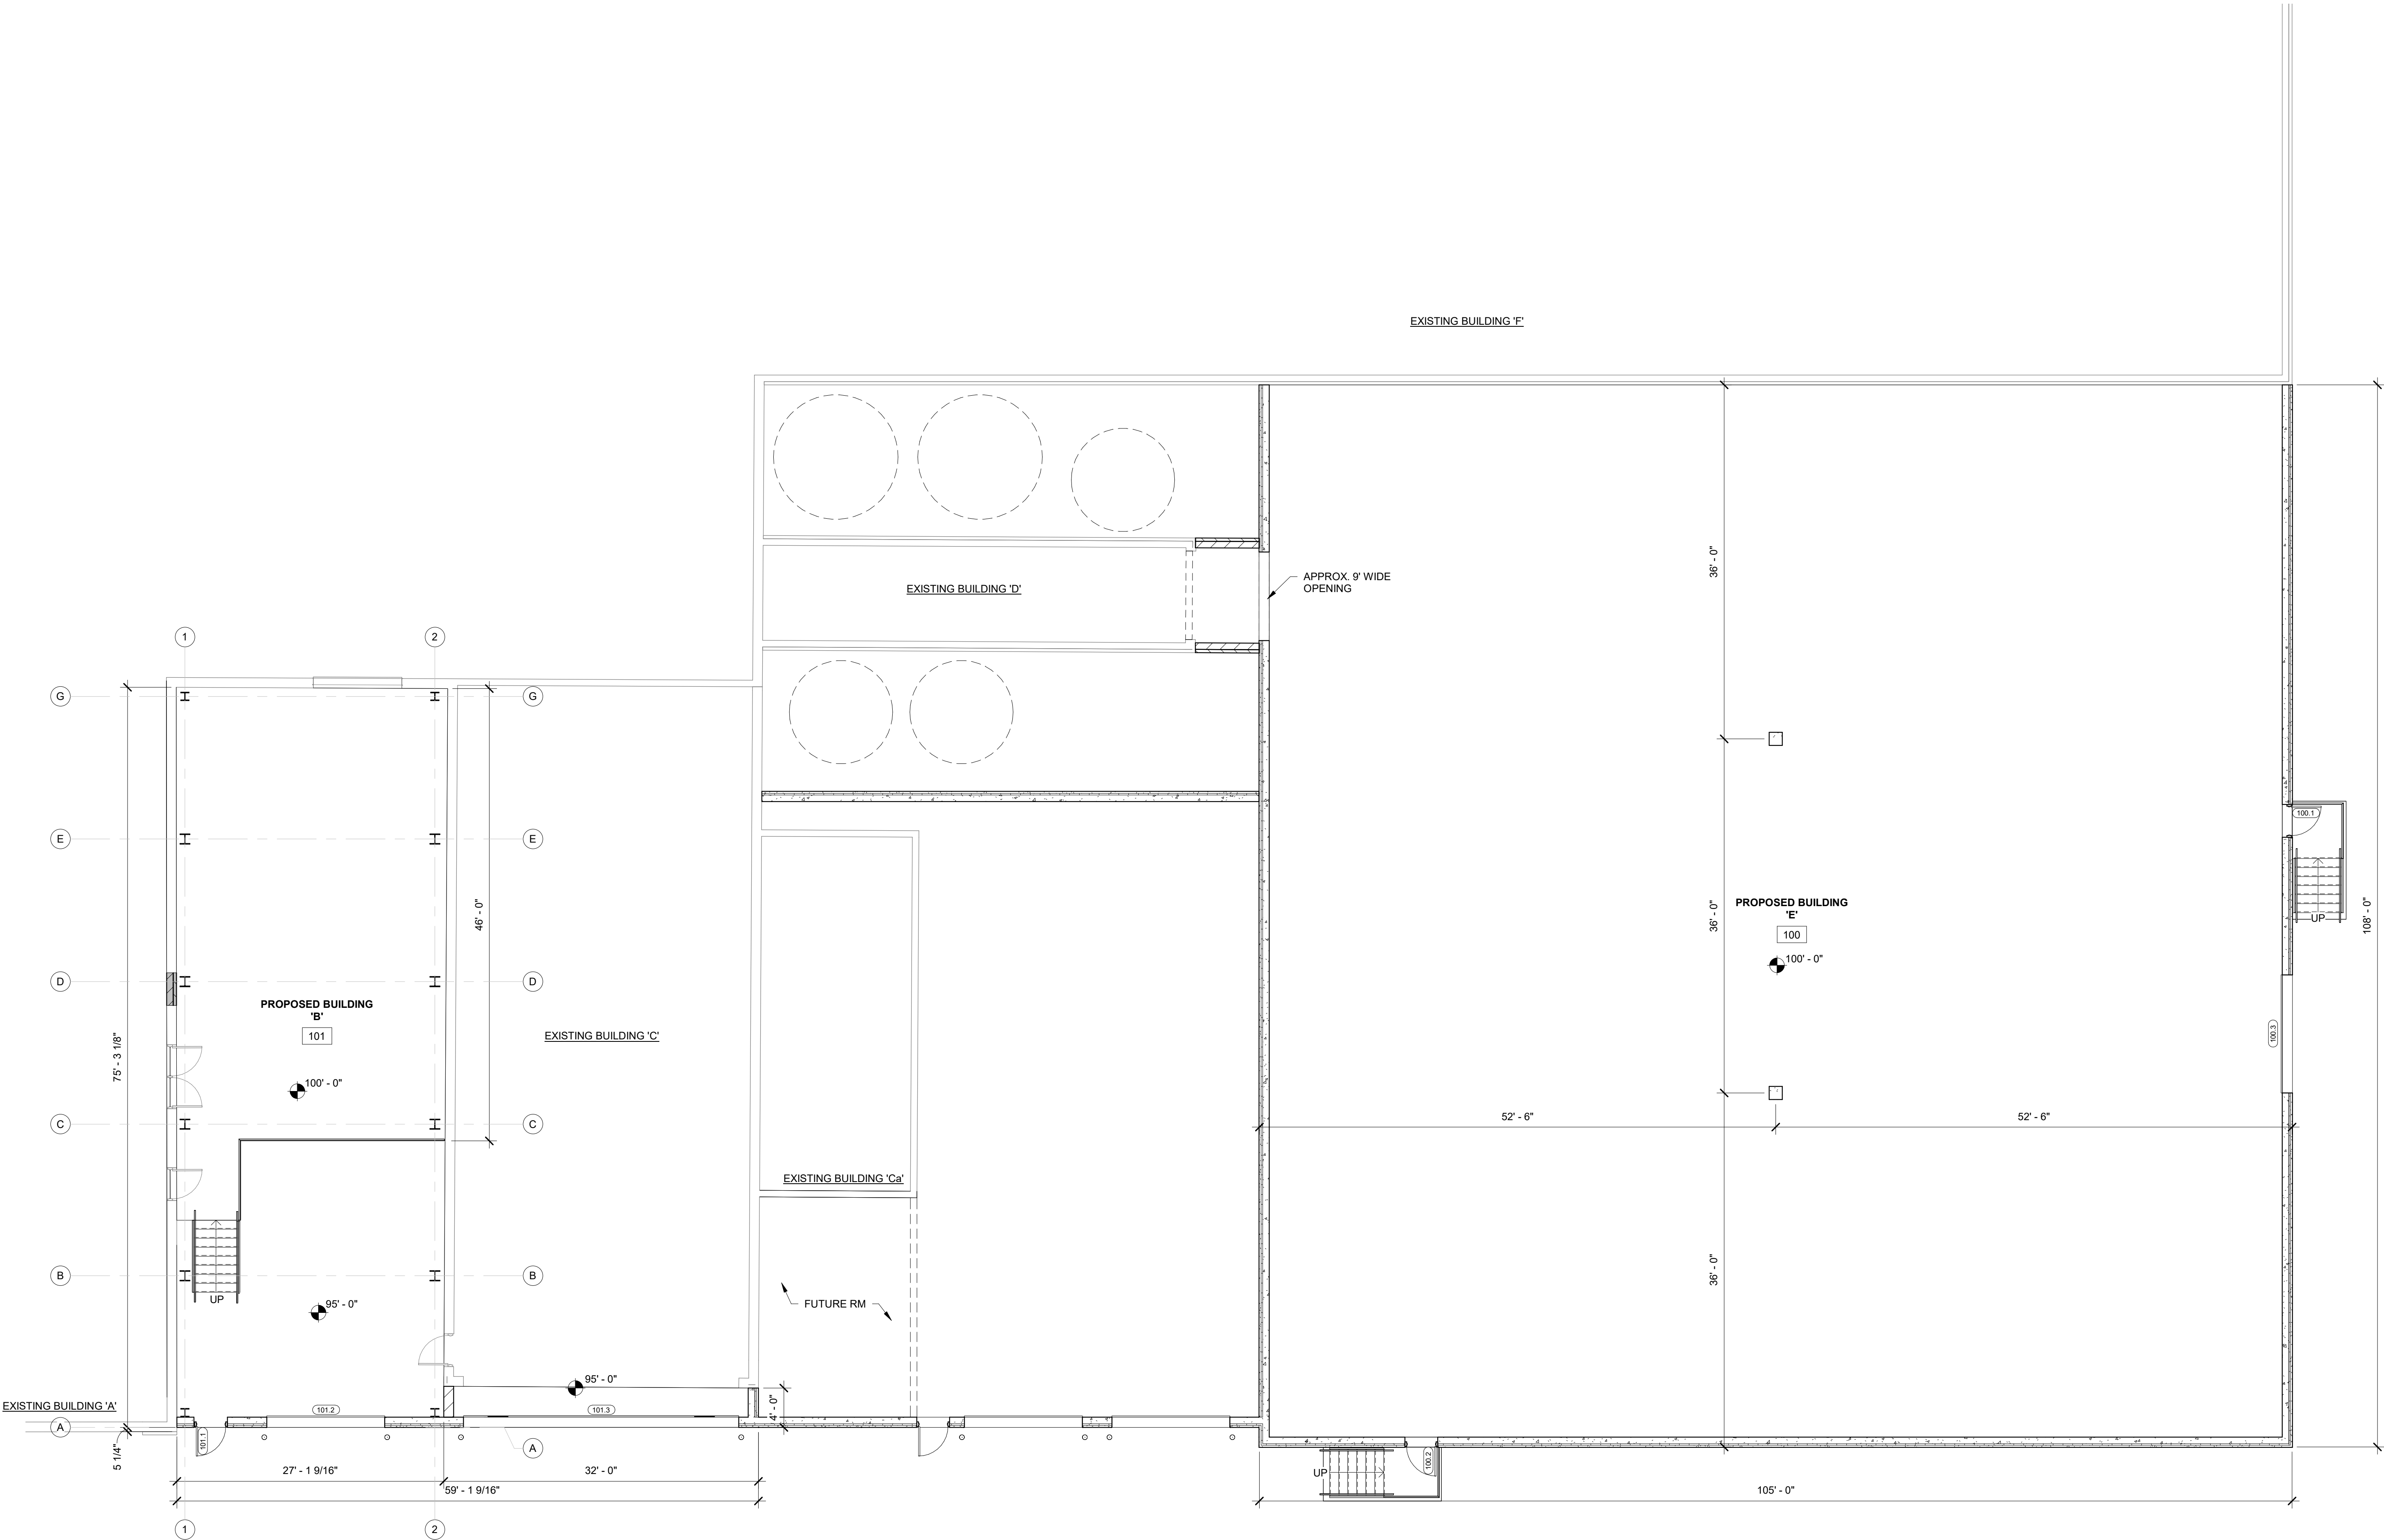 EXISTING BUILDING 'F'
APPROX. 9' WIDE
OPENING
36' - 0"
EXISTING BUILDING 'D'
1
2
G
G
100.1
E
E
UP
46' - 0"
36' - 0"
PROPOSED BUILDING
'E'
100
100' - 0"
108' - 0"
D
D
PROPOSED BUILDING
'B'
101
EXISTING BUILDING 'C'
100.3
75' - 3 1/8"
100' - 0"
C
C
52' - 6"
52' - 6"
EXISTING BUILDING 'Ca'
B
B
36' - 0"
UP
95' - 0"
FUTURE RM
95' - 0"
EXISTING BUILDING 'A'
101.2
101.3
4' - 0"
A
101.1
A
5 1/4"
100.2
27' - 1 9/16"
32' - 0"
UP
59' - 1 9/16"
105' - 0"
1
2